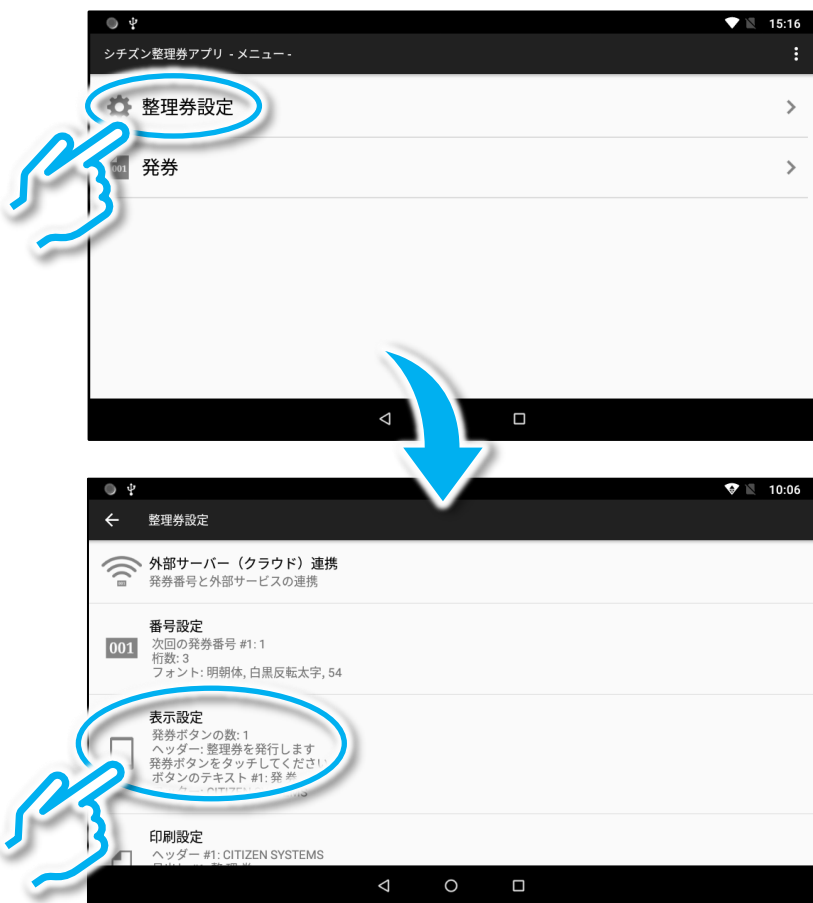 15:16
シチズン整理券アプリ - メニュー -
整理券設定
001 発券
10:06
整理券設定
外部サーバー（クラウド）連携
発券番号と外部サービスの連携
番号設定
001
次回の発券番号 #1: 1
桁数: 3
フォント: 明朝体, 白黒反転太字, 54
表示設定
発券ボタンの数: 1
ヘッダー: 整理券を発行します
発券ボタンをタッチしてください
ボタンのテキスト #1: 発 券
CITIZEN
印刷設定
ヘッダー #1: CITIZEN SYSTEMS